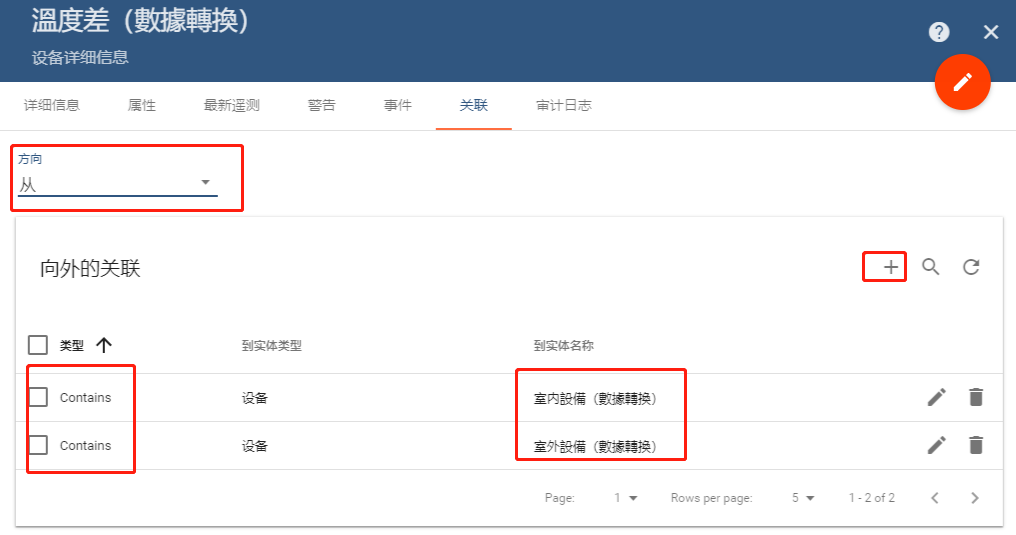 溫度差（數據轉換）
设备详细信息
详细信息 属性 最新遥测 警告 事件 关联 审计日志
方向
从
向外的关联
类型 到实体类型 到实体名称
Contains 设备 室内設備（數據轉換）
Contains 设备 室外設備（數據轉換）
Page: 1 Rows per page: 5 1 - 2 of 2